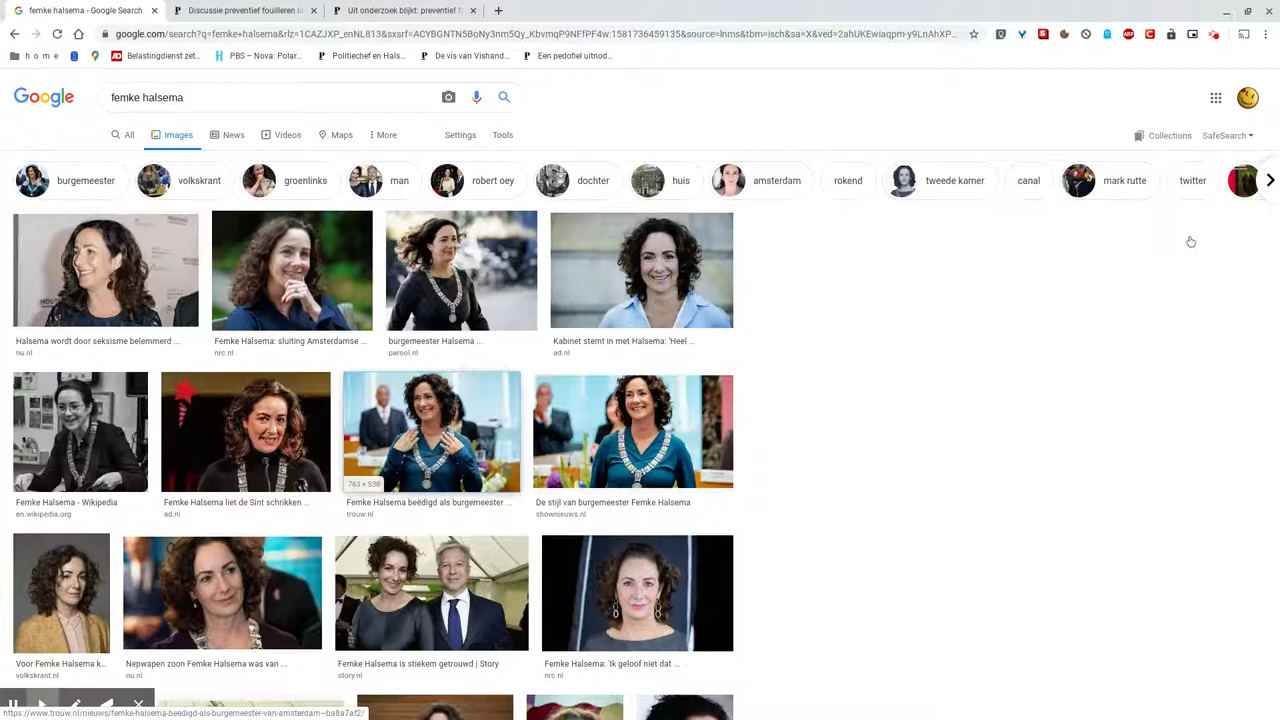 femke halsema - Google Search
Discussie preventief fouilleren la
Uit onderzoek blijkt: preventief f
google.com/search?q=femke+halsema&rlz=1CAZJXP_enNL813&sxsrf=ACYBGNTN5BoNy3nm5Qy_KbvmqP9NFfPF4w:1581736459135&source=lnms&tbm=isch&sa=X&ved=2ahUKEwiaqpm-y9LnAhXP...
h o m e
Belastingdienst zet...
PBS – Nova: Polar...
Politiechef en Hals...
De vis van Vishand...
Een pedofiel uitnod...
Google
femke halsema
All
Images
News
Videos
Maps
More
Settings
Tools
Collections
SafeSearch
burgemeester
volkskrant
groenlinks
man
robert oey
dochter
huis
amsterdam
rokend
tweede kamer
canal
mark rutte
twitter
Halsema wordt door seksisme belemmerd ...
nu.nl
Femke Halsema: sluiting Amsterdamse ...
nrc.nl
burgemeester Halsema ...
parool.nl
Kabinet stemt in met Halsema: 'Heel ...
ad.nl
763 × 538
Femke Halsema - Wikipedia
en.wikipedia.org
Femke Halsema liet de Sint schrikken ...
ad.nl
Femke Halsema beëdigd als burgemeester ...
trouw.nl
De stijl van burgemeester Femke Halsema
shownieuws.nl
Voor Femke Halsema k...
volkskrant.nl
Nepwapen zoon Femke Halsema was van ...
nu.nl
Femke Halsema is stiekem getrouwd | Story
story.nl
Femke Halsema: 'Ik geloof niet dat ...
nrc.nl
https://www.trouw.nl/nieuws/femke-halsema-beedigd-als-burgemeester-van-amsterdam~ba8a7af2/